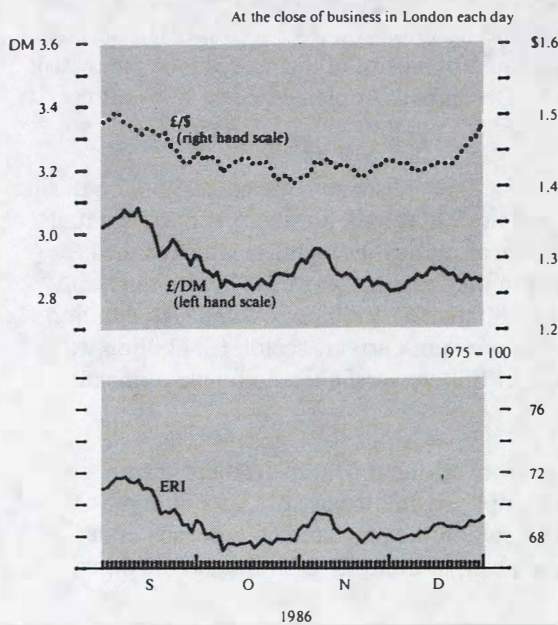 At the close of business in London each day
DM 3.6
$1.6
3.4
1.5
£/$
(right hand scale)
3.2
1.4
3.0
1.3
£/DM
(left hand scale)
2.8
1.2
1975 = 100
76
72
ERI
68
S O N D
1986